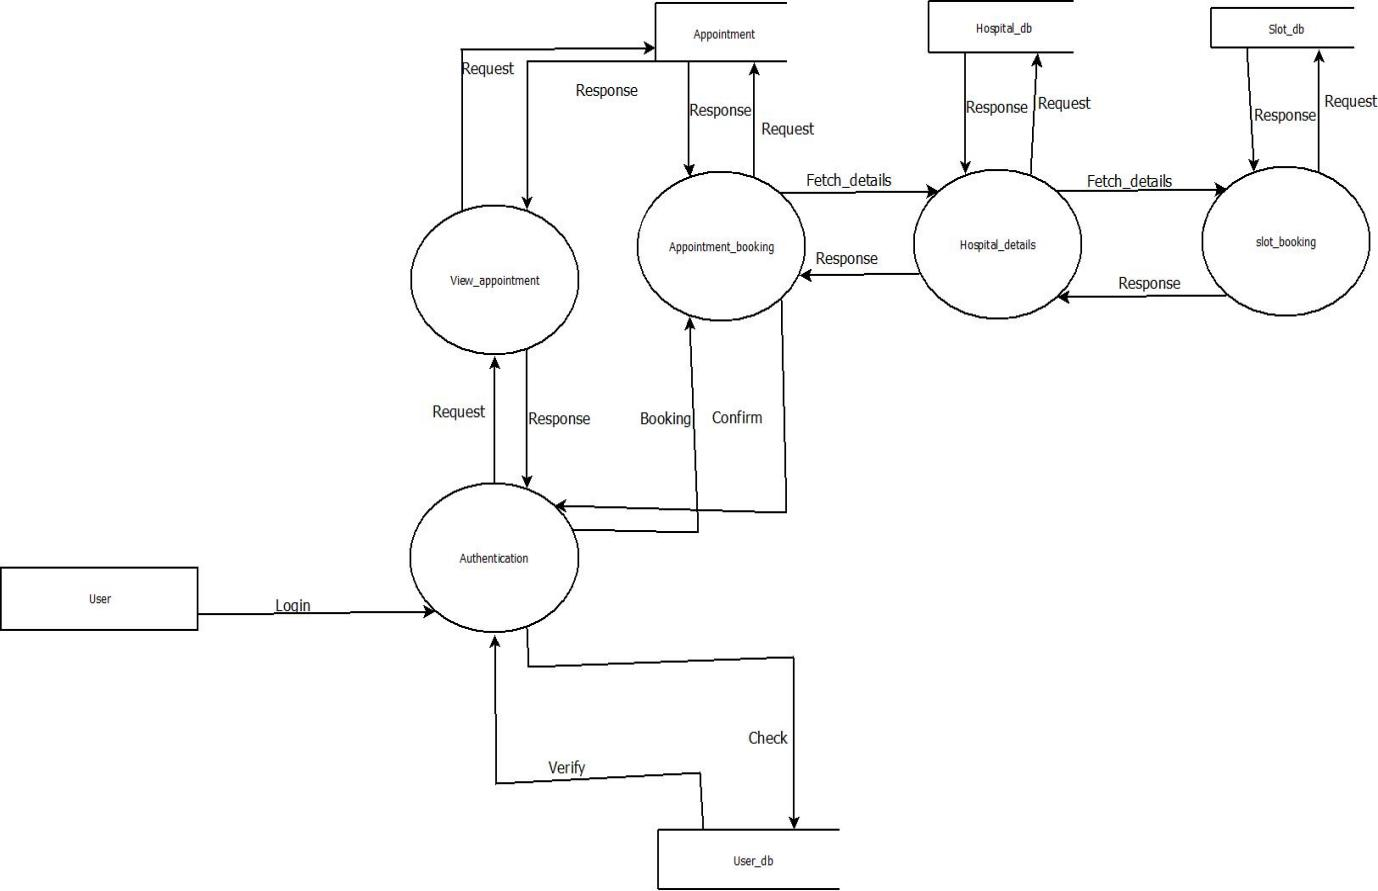 Appointment
Hospital_db
Slot_db
Request
Response
Response
Request
Response
Request
Response
Request
Fetch_details
Fetch_details
Appointment_booking
Hospital_details
slot_booking
View_appointment
Response
Response
Request
Response
Booking
Confirm
Authentication
User
Login
Check
Verify
User_db